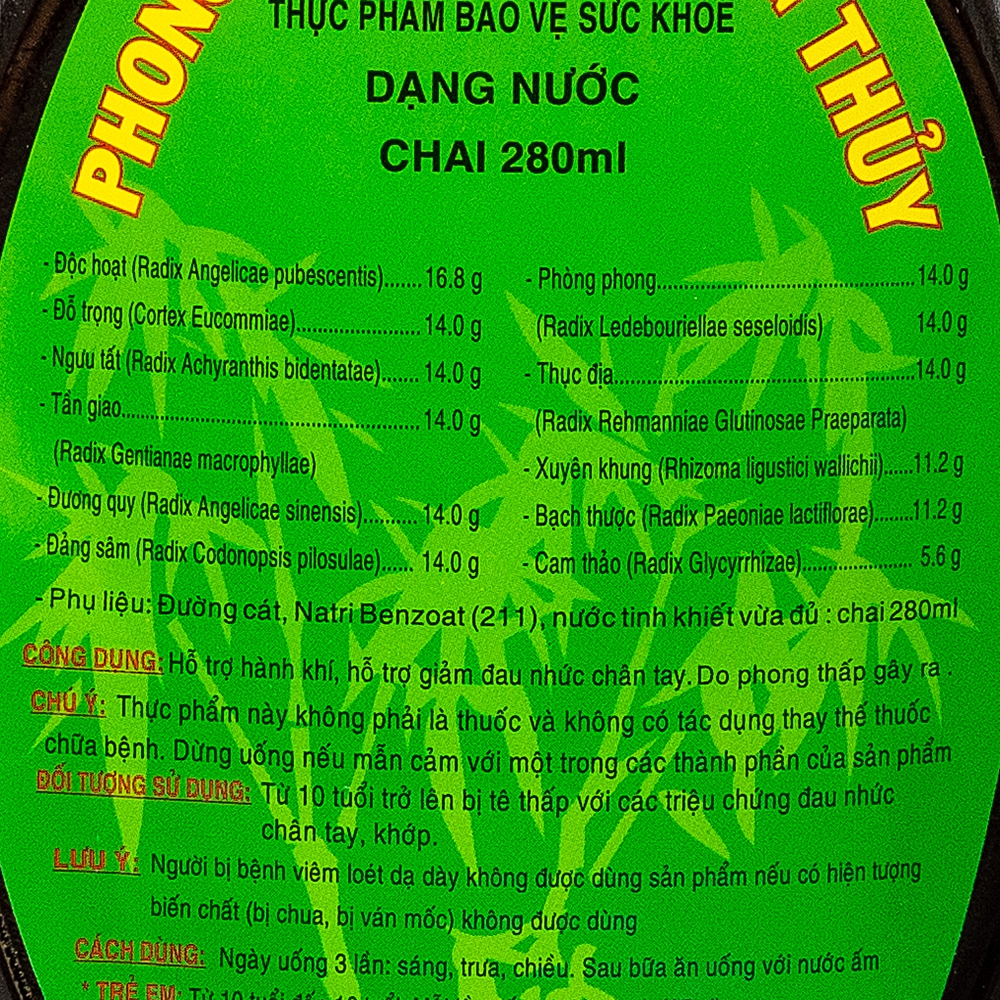 THỰC PHẨM BẢO VỆ SỨC KHỎE
THỦY
DẠNG NƯỚC
CHAI 280ml
- Độc hoạt (Radix Angelicae pubescentis)....... 16.8 g
- Đỗ trọng (Cortex Eucommiae)...................... 14.0 g
- Ngưu tất (Radix Achyranthis bidentatae)....... 14.0 g
- Tần giao..................................................... 14.0 g
(Radix Gentianae macrophyllae)
- Đương quy (Radix Angelicae sinensis).......... 14.0 g
- Đảng sâm (Radix Codonopsis pilosulae)...... 14.0 g
- Phòng phong.............................................. 14.0 g
(Radix Ledebouriellae seseloidis) 14.0 g
- Thục địa..................................................... 14.0 g
(Radix Rehmanniae Glutinosae Praeparata)
- Xuyên khung (Rhizoma ligustici wallichii)...... 11.2 g
- Bạch thược (Radix Paeoniae lactiflorae)....... 11.2 g
- Cam thảo (Radix Glycyrrhizae).................... 5.6 g
- Phụ liệu: Đường cát, Natri Benzoat (211), nước tinh khiết vừa đủ : chai 280ml
CÔNG DỤNG: Hỗ trợ hành khí, hỗ trợ giảm đau nhức chân tay. Do phong thấp gây ra .
CHÚ Ý: Thực phẩm này không phải là thuốc và không có tác dụng thay thế thuốc
chữa bệnh. Dừng uống nếu mẫn cảm với một trong các thành phần của sản phẩm
ĐỐI TƯỢNG SỬ DỤNG: Từ 10 tuổi trở lên bị tê thấp với các triệu chứng đau nhức
chân tay, khớp.
LƯU Ý: Người bị bệnh viêm loét dạ dày không được dùng sản phẩm nếu có hiện tượng
biến chất (bị chua, bị ván mốc) không được dùng
CÁCH DÙNG: Ngày uống 3 lần: sáng, trưa, chiều. Sau bữa ăn uống với nước ấm
* TRẺ EM: Từ 10 tuổi